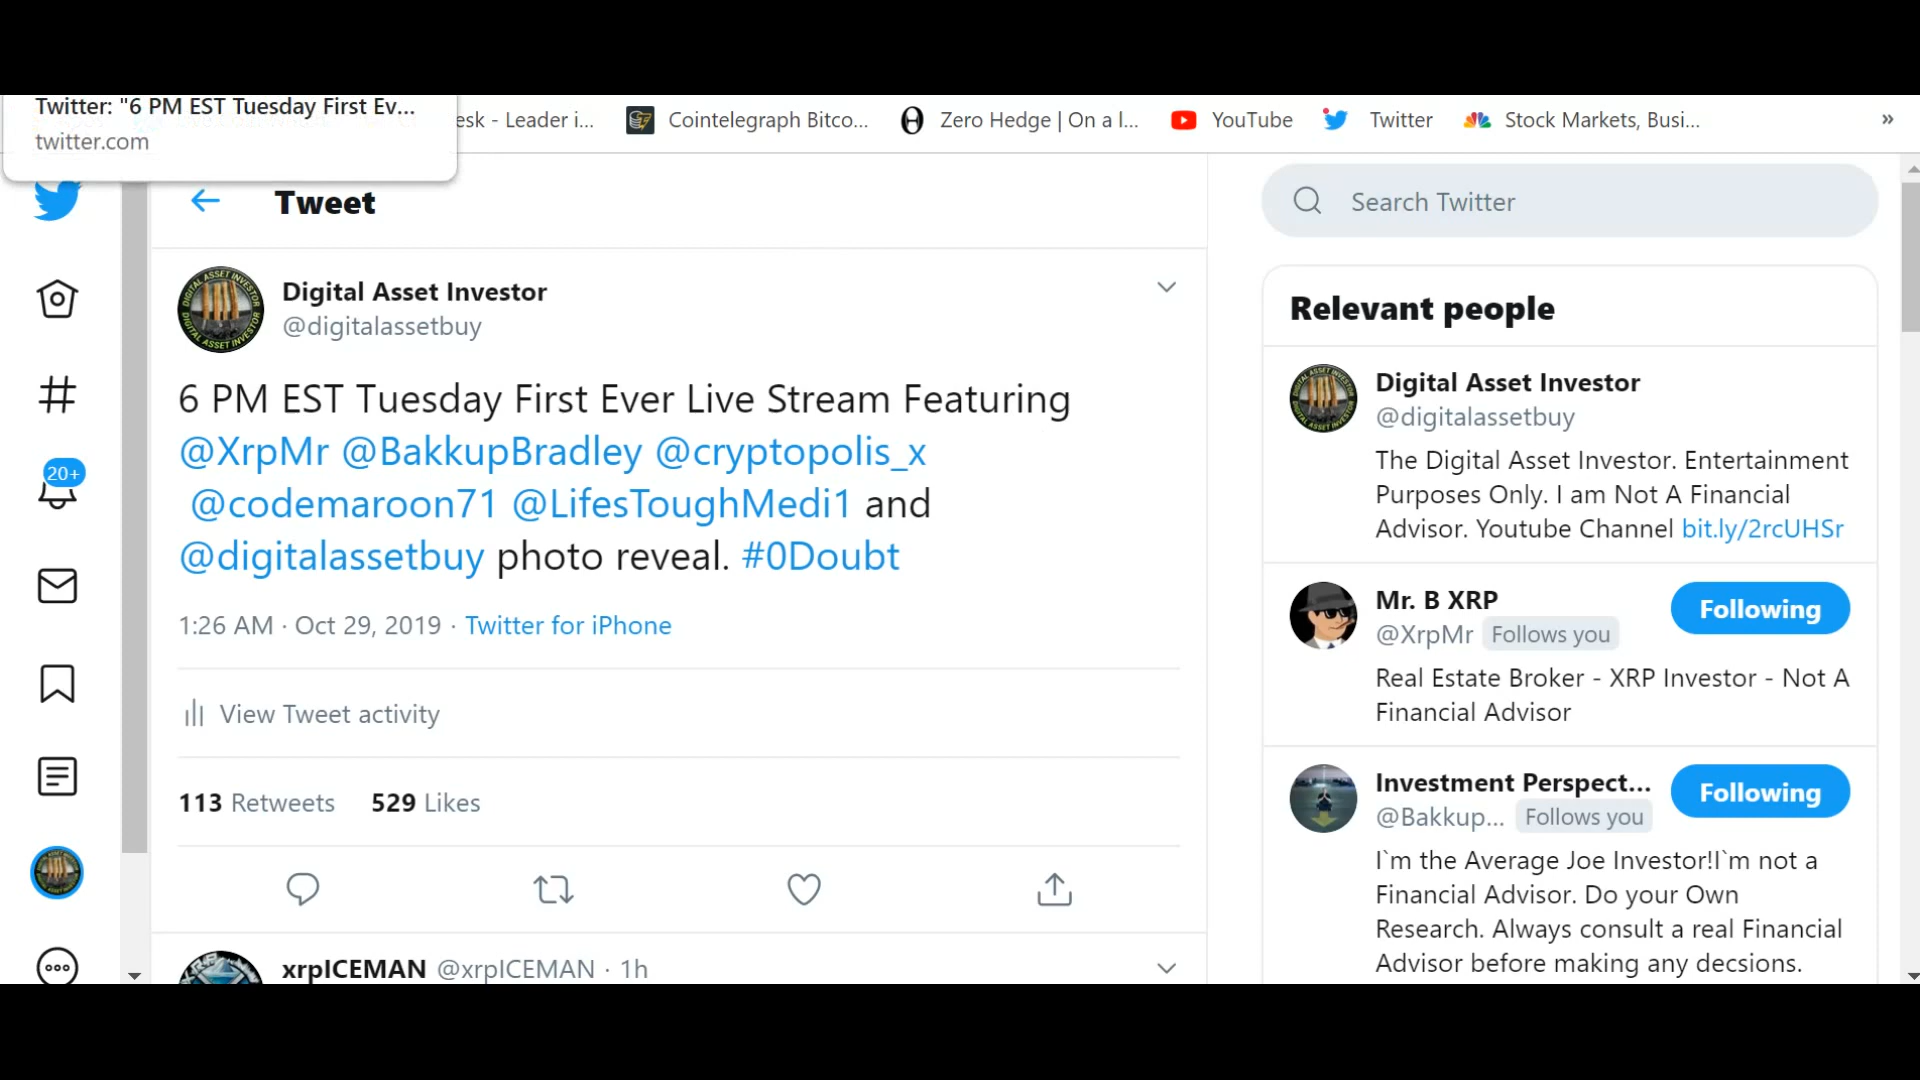 Twitter: "6 PM EST Tuesday First Ev...
twitter.com
esk - Leader i...
Cointelegraph Bitco...
Zero Hedge | On a l...
YouTube
Twitter
Stock Markets, Busi...
»
Tweet
Search Twitter
Digital Asset Investor
@digitalassetbuy
6 PM EST Tuesday First Ever Live Stream Featuring
@XrpMr @BakkupBradley @cryptopolis_x
@codemaroon71 @LifesToughMedi1 and
@digitalassetbuy photo reveal. #0Doubt
1:26 AM · Oct 29, 2019 · Twitter for iPhone
View Tweet activity
113 Retweets 529 Likes
xrpICEMAN @xrpICEMAN · 1h
20+
Relevant people
Digital Asset Investor
@digitalassetbuy
The Digital Asset Investor. Entertainment
Purposes Only. I am Not A Financial
Advisor. Youtube Channel bit.ly/2rcUHSr
Mr. B XRP
@XrpMr Follows you
Following
Real Estate Broker - XRP Investor - Not A
Financial Advisor
Investment Perspect...
@Bakkup... Follows you
Following
I`m the Average Joe Investor!I`m not a
Financial Advisor. Do your Own
Research. Always consult a real Financial
Advisor before making any decsions.